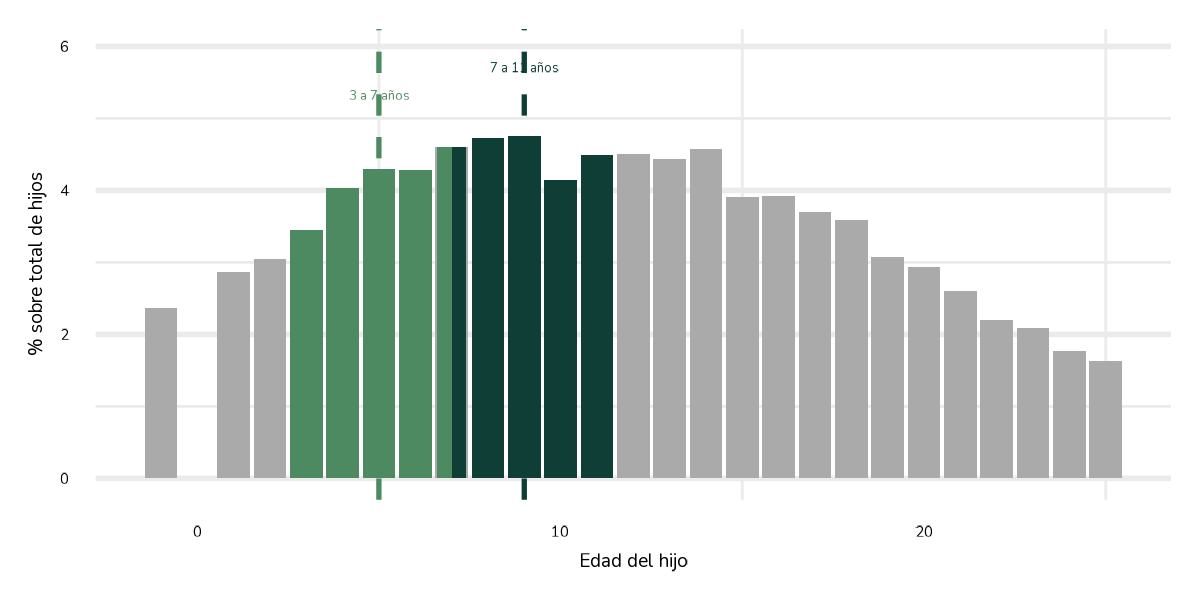 6
7 a años
3 a 7 años
4
% sobre total de hijos
2
0
0 10 20
Edad del hijo